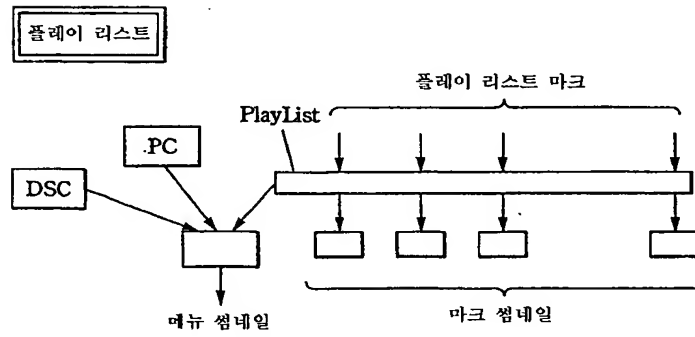 플레이 리스트
플레이 리스트 마크
PlayList
.PC
DSC
메뉴 썸네일
마크 썸네일